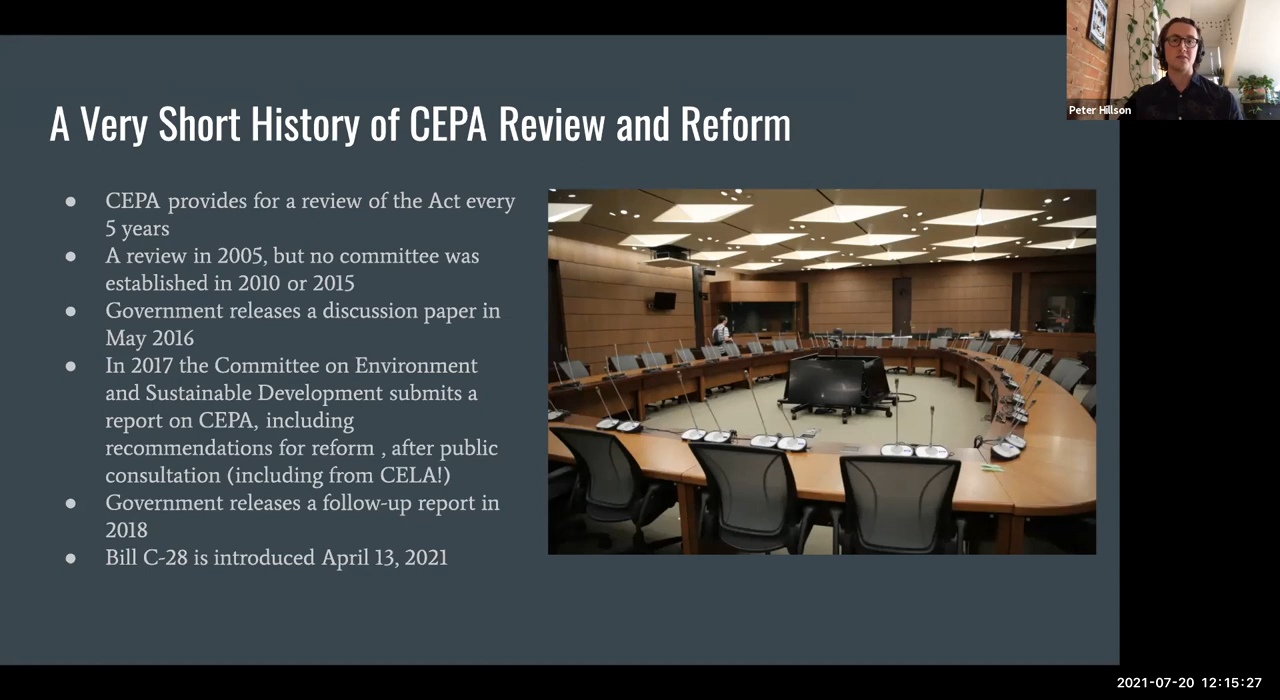 A Very Short History of CEPA Review and Reform
● CEPA provides for a review of the Act every
5 years
● A review in 2005, but no committee was
established in 2010 or 2015
● Government releases a discussion paper in
May 2016
● In 2017 the Committee on Environment
and Sustainable Development submits a
report on CEPA, including
recommendations for reform , after public
consultation (including from CELA!)
● Government releases a follow-up report in
2018
● Bill C-28 is introduced April 13, 2021
Peter Hillson
2021-07-20 12:15:27